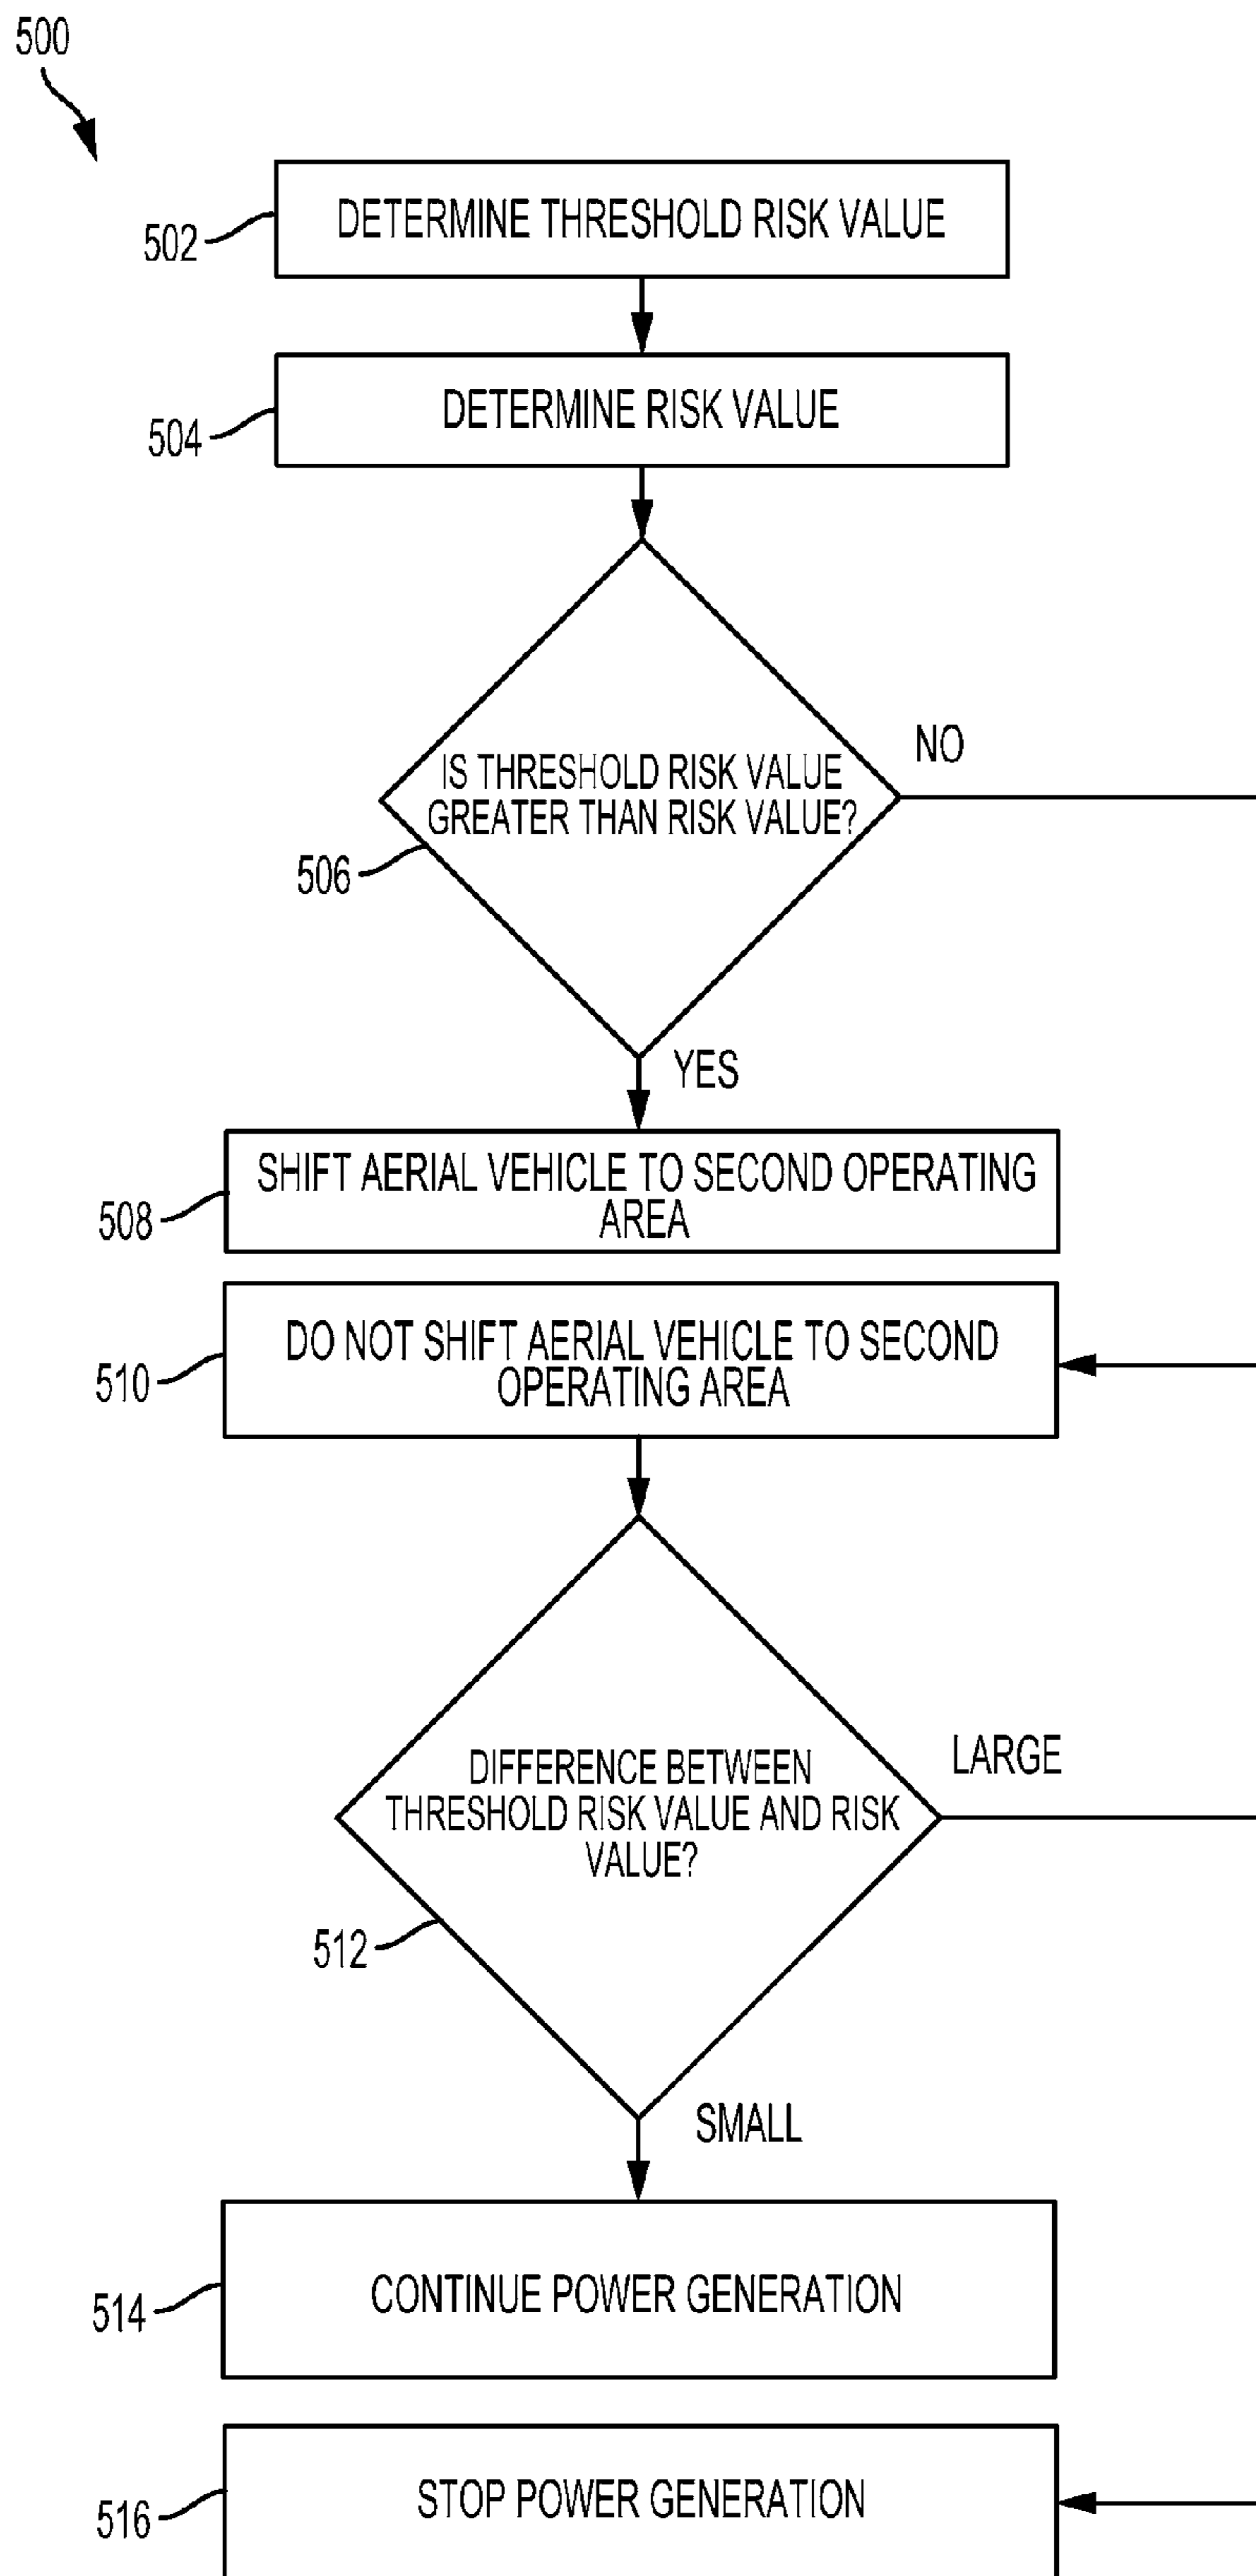 500
502
DETERMINE THRESHOLD RISK VALUE
504
DETERMINE RISK VALUE
IS THRESHOLD RISK VALUE
GREATER THAN RISK VALUE?
NO
506
YES
508
SHIFT AERIAL VEHICLE TO SECOND OPERATING
AREA
510
DO NOT SHIFT AERIAL VEHICLE TO SECOND
OPERATING AREA
DIFFERENCE BETWEEN
THRESHOLD RISK VALUE AND RISK
VALUE?
LARGE
512
SMALL
514
CONTINUE POWER GENERATION
516
STOP POWER GENERATION